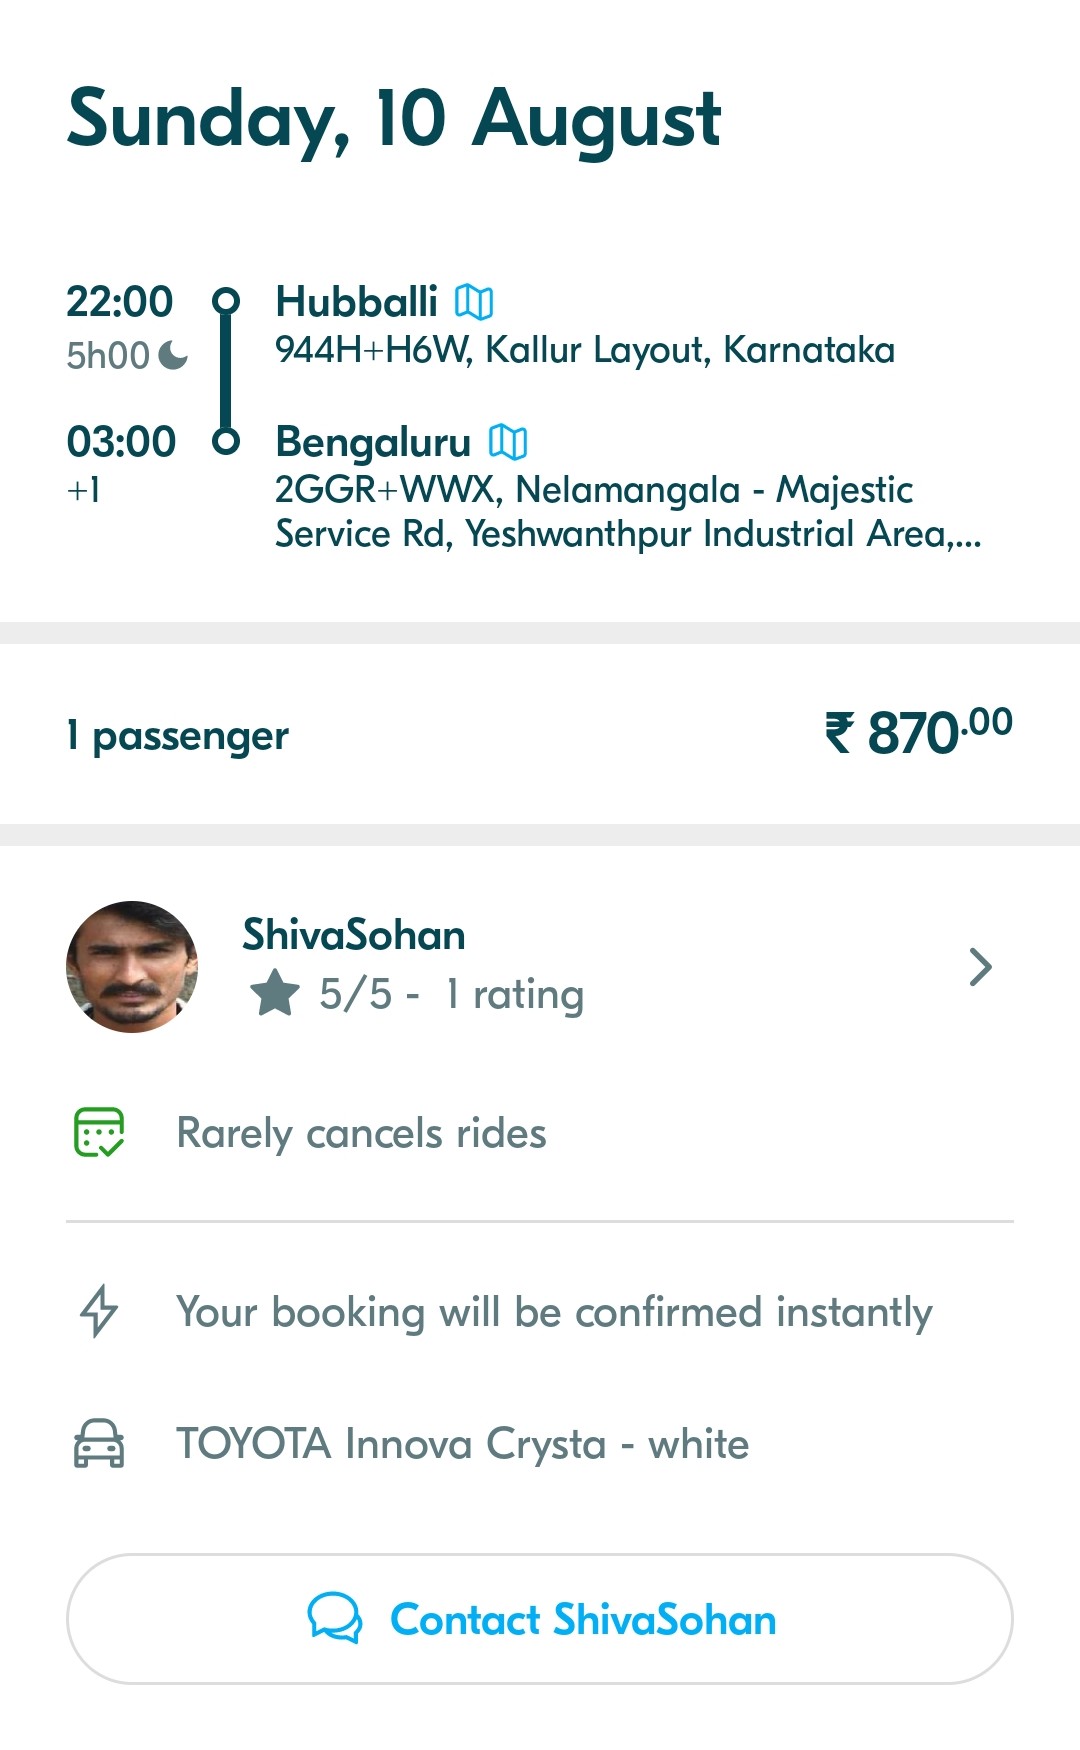 Sunday, 10 August
22:00 Hubballi
5h00 944H+H6W, Kallur Layout, Karnataka
03:00 Bengaluru
+1 2GGR+WWX, Nelamangala - Majestic
Service Rd, Yeshwanthpur Industrial Area,...
1 passenger ₹ 870.00
ShivaSohan
5/5 - 1 rating
Rarely cancels rides
Your booking will be confirmed instantly
TOYOTA Innova Crysta - white
Contact ShivaSohan